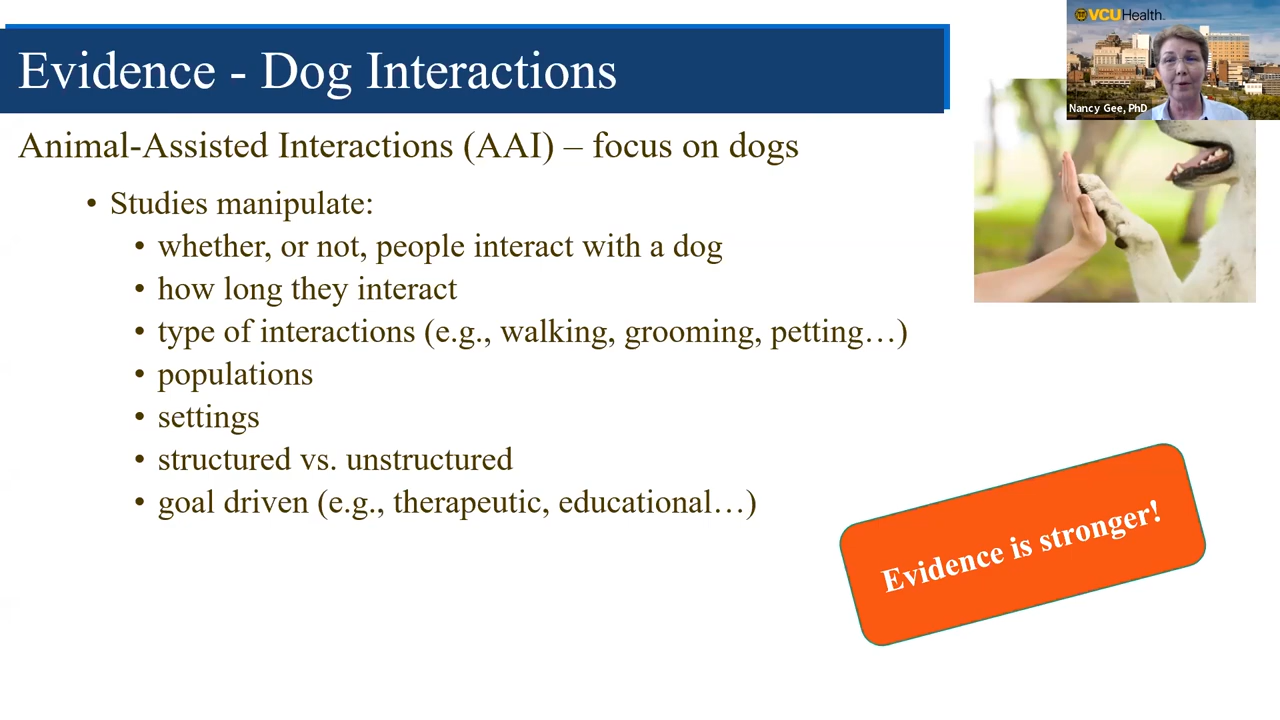 Evidence - Dog Interactions
VCUHealth.
Nancy Gee, PhD
Animal-Assisted Interactions (AAI) – focus on dogs
• Studies manipulate:
• whether, or not, people interact with a dog
• how long they interact
• type of interactions (e.g., walking, grooming, petting…)
• populations
• settings
• structured vs. unstructured
• goal driven (e.g., therapeutic, educational…)
Evidence is stronger!